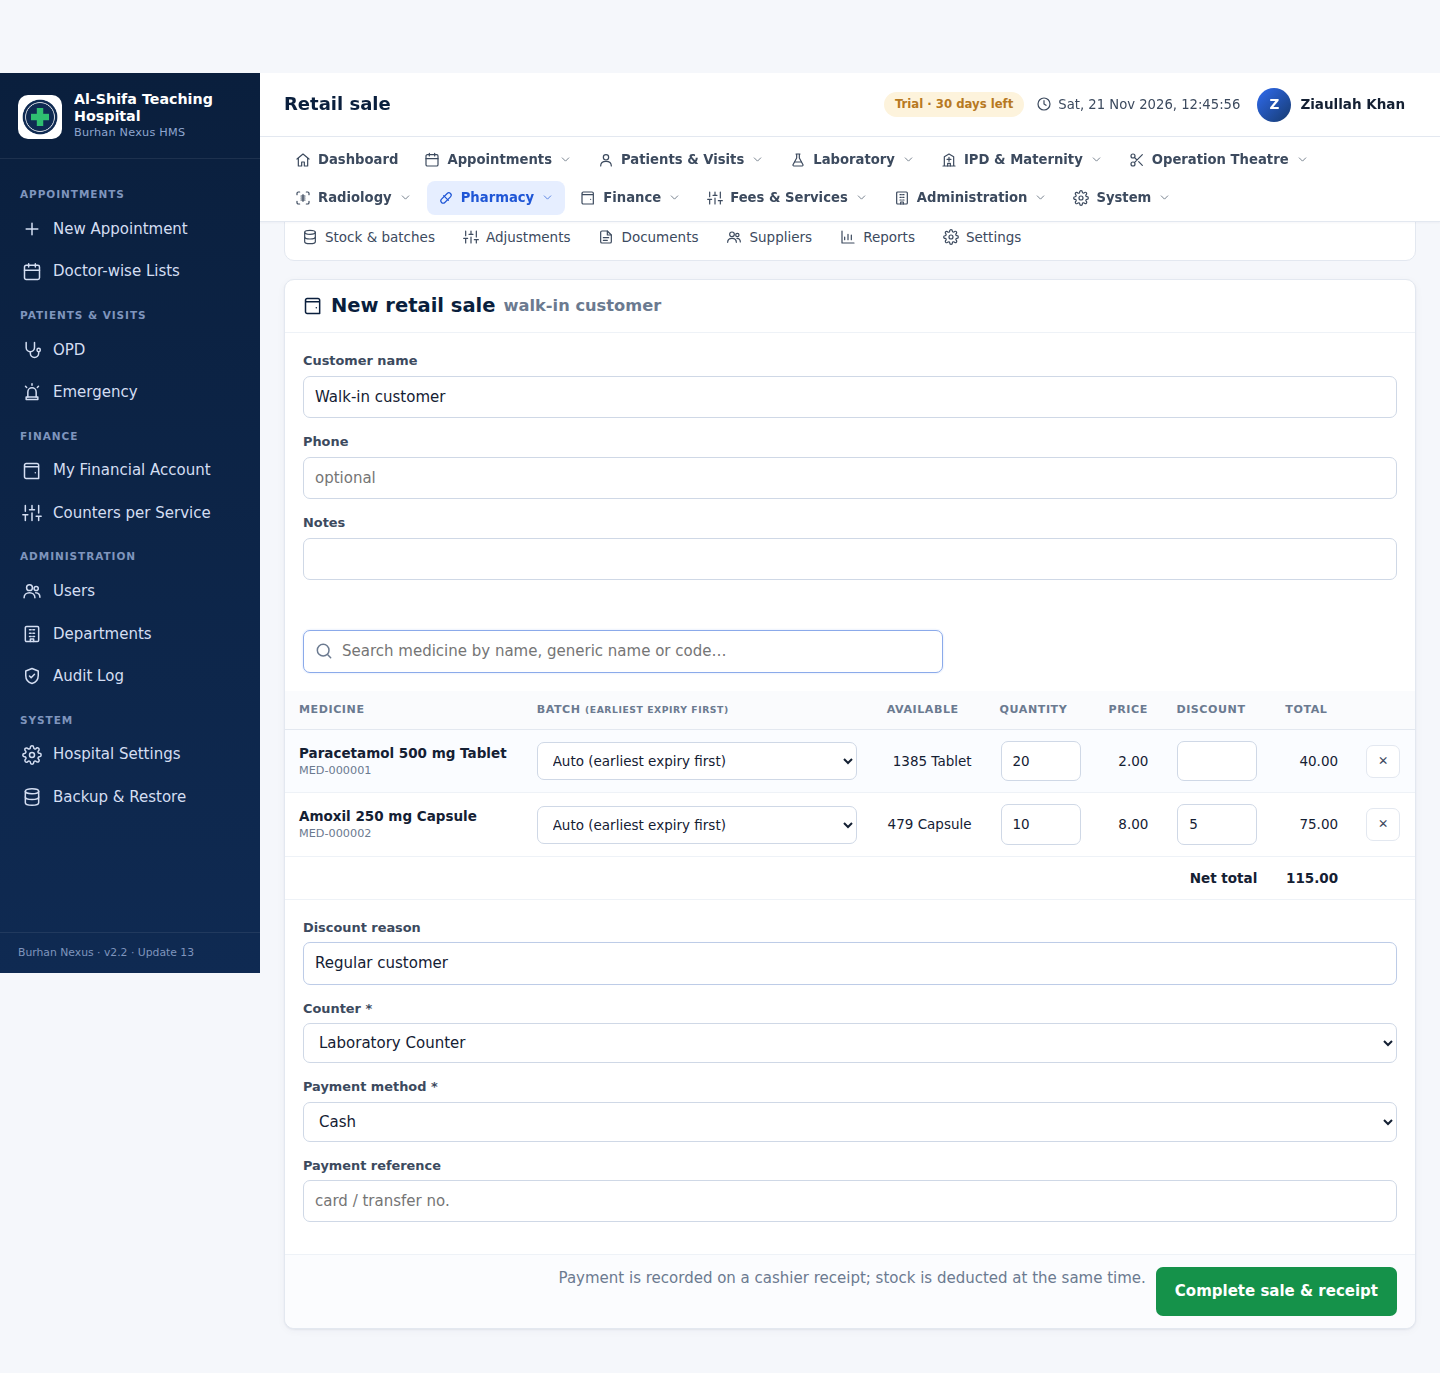 Al-Shifa Teaching
Hospital
Burhan Nexus HMS
APPOINTMENTS
New Appointment
Doctor-wise Lists
PATIENTS & VISITS
OPD
Emergency
FINANCE
My Financial Account
Counters per Service
ADMINISTRATION
Users
Departments
Audit Log
SYSTEM
Hospital Settings
Backup & Restore
Burhan Nexus · v2.2 · Update 13
Retail sale
Trial · 30 days left
Sat, 21 Nov 2026, 12:45:56
Z
Ziaullah Khan
Dashboard Appointments Patients & Visits Laboratory IPD & Maternity Operation Theatre
Radiology Pharmacy Finance Fees & Services Administration System
Stock & batches Adjustments Documents Suppliers Reports Settings
New retail sale walk-in customer
Customer name
Walk-in customer
Phone
optional
Notes
Search medicine by name, generic name or code...
MEDICINE BATCH (EARLIEST EXPIRY FIRST) AVAILABLE QUANTITY PRICE DISCOUNT TOTAL
Paracetamol 500 mg Tablet Auto (earliest expiry first) 1385 Tablet 20 2.00 40.00 ×
MED-000001
Amoxil 250 mg Capsule Auto (earliest expiry first) 479 Capsule 10 8.00 5 75.00 ×
MED-000002
Net total 115.00
Discount reason
Regular customer
Counter *
Laboratory Counter
Payment method *
Cash
Payment reference
card / transfer no.
Payment is recorded on a cashier receipt; stock is deducted at the same time.
Complete sale & receipt